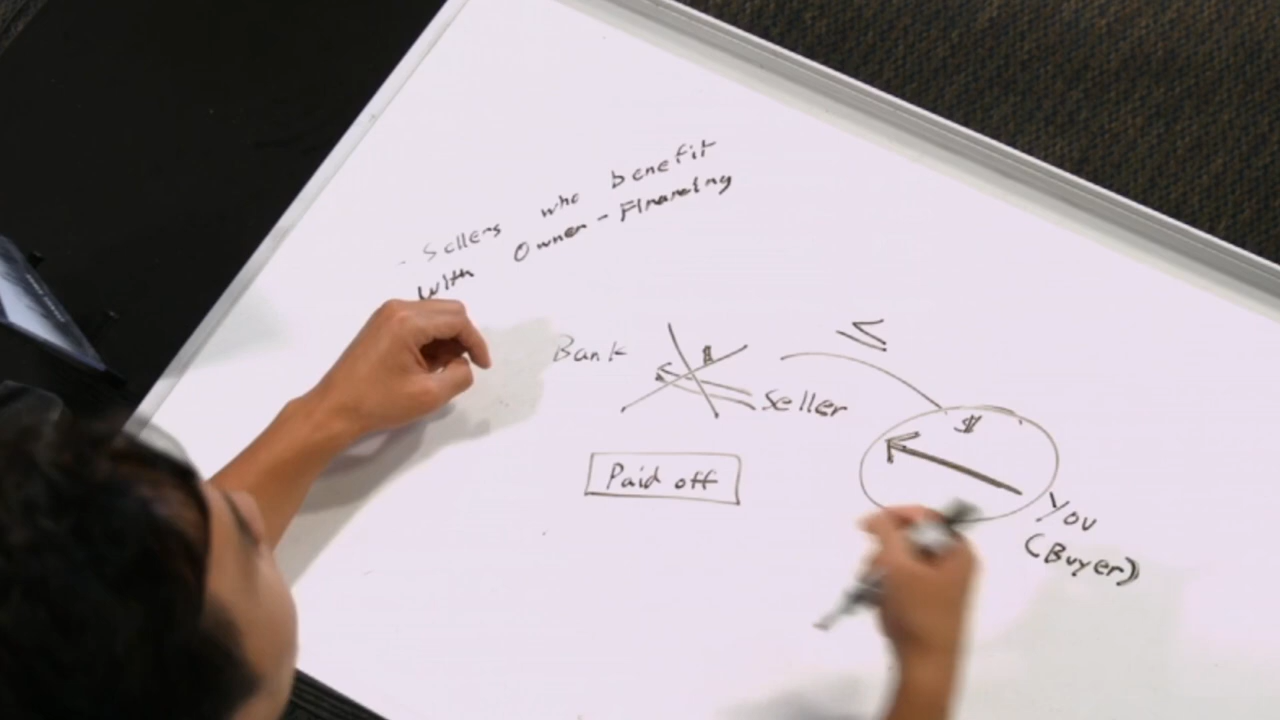 - Sellers who benefit
with Owner-Financing
Bank
$
Seller
≤
$
Paid off
You
(Buyer)